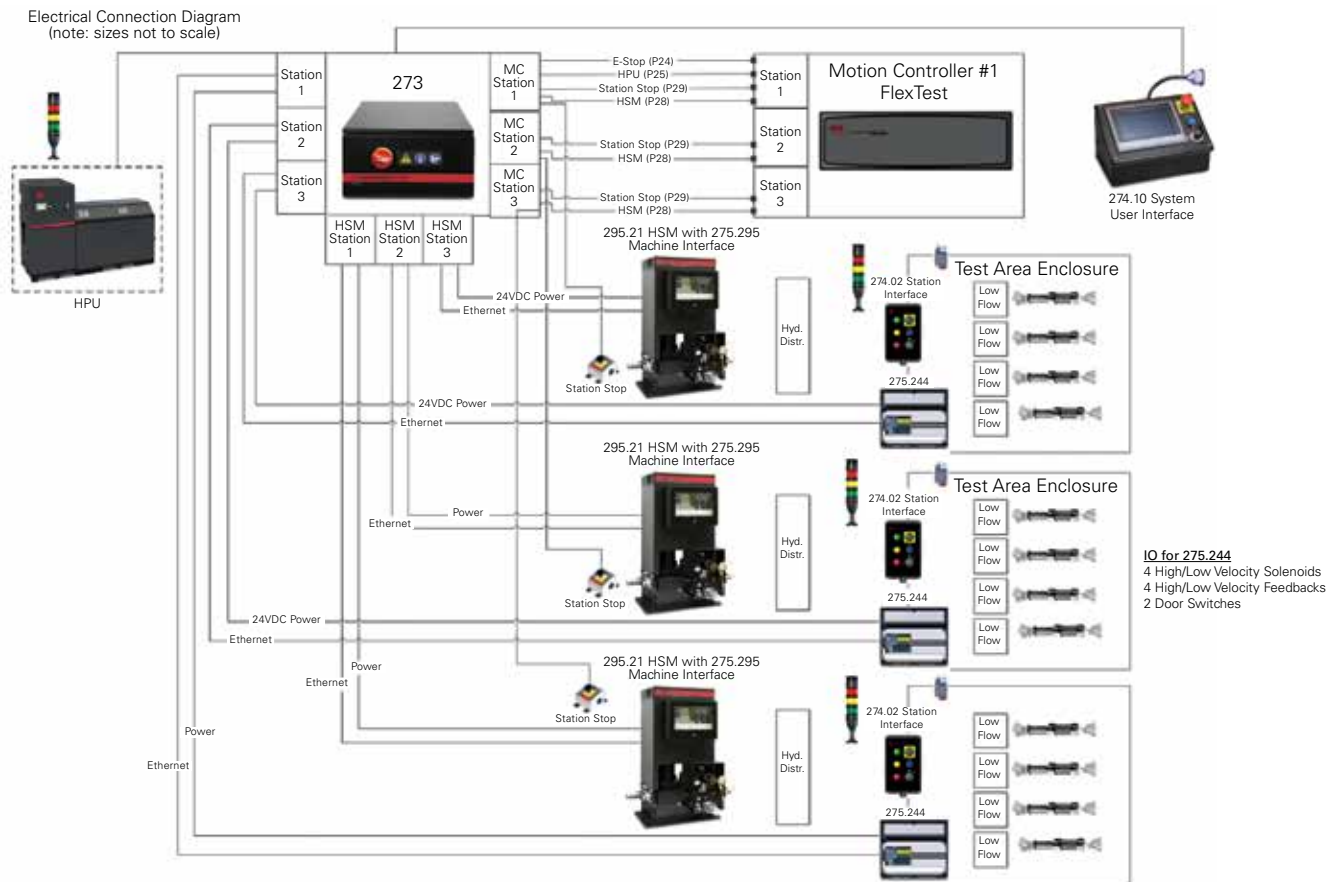 Electrical Connection Diagram
(note: sizes not to scale)
Station
1
Station
2
Station
3
273
MC
Station
1
MC
Station
2
MC
Station
3
HSM
Station
1
HSM
Station
2
HSM
Station
3
E-Stop (P24)
HPU (P25)
Station Stop (P29)
HSM (P28)
Station Stop (P29)
HSM (P28)
Station Stop (P29)
HSM (P28)
Station
1
Station
2
Station
3
Motion Controller #1
FlexTest
274.10 System
User Interface
HPU
295.21 HSM with 275.295
Machine Interface
24VDC Power
Ethernet
Station Stop
Hyd.
Distr.
274.02 Station
Interface
275.244
Test Area Enclosure
Low
Flow
Low
Flow
Low
Flow
Low
Flow
24VDC Power
Ethernet
295.21 HSM with 275.295
Machine Interface
Power
Ethernet
Station Stop
Hyd.
Distr.
274.02 Station
Interface
275.244
Test Area Enclosure
Low
Flow
Low
Flow
Low
Flow
Low
Flow
IO for 275.244
4 High/Low Velocity Solenoids
4 High/Low Velocity Feedbacks
2 Door Switches
24VDC Power
Ethernet
295.21 HSM with 275.295
Machine Interface
Power
Ethernet
Station Stop
Hyd.
Distr.
274.02 Station
Interface
275.244
Low
Flow
Low
Flow
Low
Flow
Low
Flow
Power
Ethernet